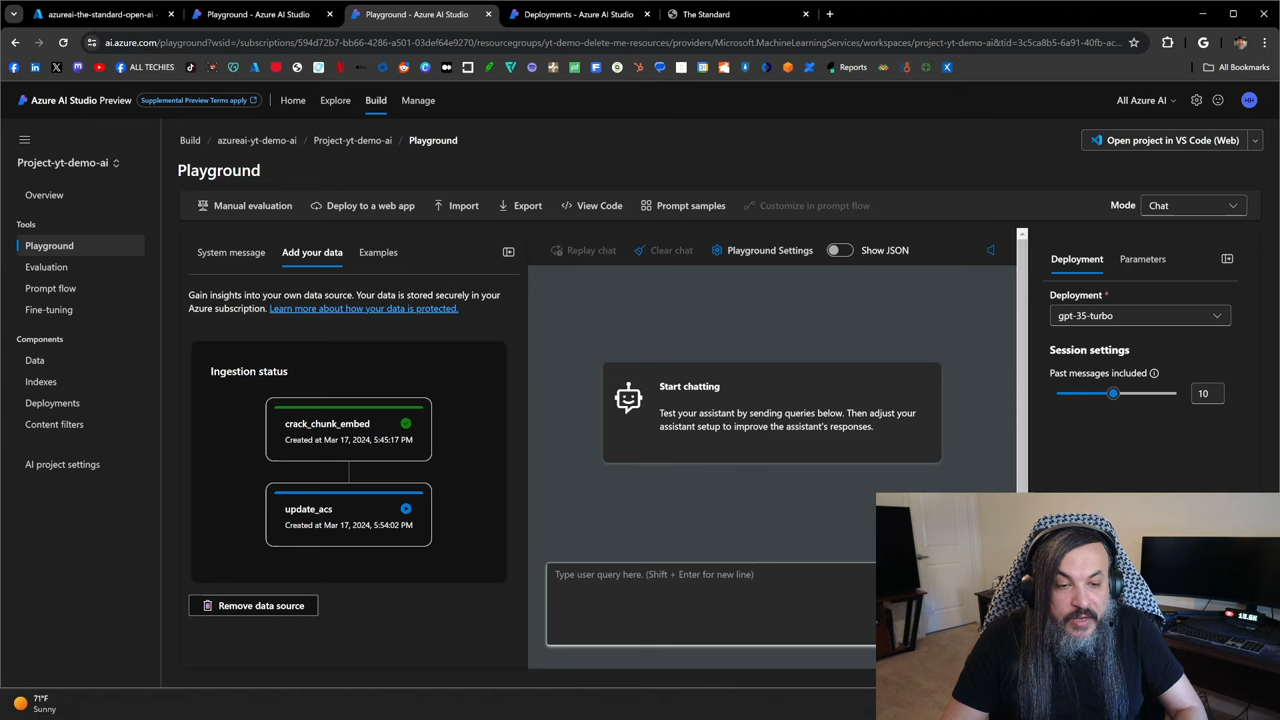 azureai-the-standard-open-ai
Playground - Azure AI Studio
Playground - Azure AI Studio
Deployments - Azure AI Studio
The Standard
ai.azure.com/playground?wsid=/subscriptions/594d72b7-bb66-4286-a501-03def64e9270/resourcegroups/yt-demo-delete-me-resources/providers/Microsoft.MachineLearningServices/workspaces/project-yt-demo-ai&tid=3c5ca8b5-6a91-40fb-ac...
ALL TECHIES
Reports
All Bookmarks
Azure AI Studio Preview
Supplemental Preview Terms apply
Home
Explore
Build
Manage
All Azure AI
HH
Build
azureai-yt-demo-ai
Project-yt-demo-ai
Playground
Open project in VS Code (Web)
Project-yt-demo-ai
Overview
Tools
Playground
Evaluation
Prompt flow
Fine-tuning
Components
Data
Indexes
Deployments
Content filters
AI project settings
Playground
Manual evaluation
Deploy to a web app
Import
Export
View Code
Prompt samples
Customize in prompt flow
Mode
Chat
System message
Add your data
Examples
Gain insights into your own data source. Your data is stored securely in your
Azure subscription. Learn more about how your data is protected.
Ingestion status
crack_chunk_embed
Created at Mar 17, 2024, 5:45:17 PM
update_acs
Created at Mar 17, 2024, 5:54:02 PM
Remove data source
Replay chat
Clear chat
Playground Settings
Show JSON
Start chatting
Test your assistant by sending queries below. Then adjust your
assistant setup to improve the assistant's responses.
Type user query here. (Shift + Enter for new line)
Deployment
Parameters
Deployment *
gpt-35-turbo
Session settings
Past messages included
10
71°F
Sunny